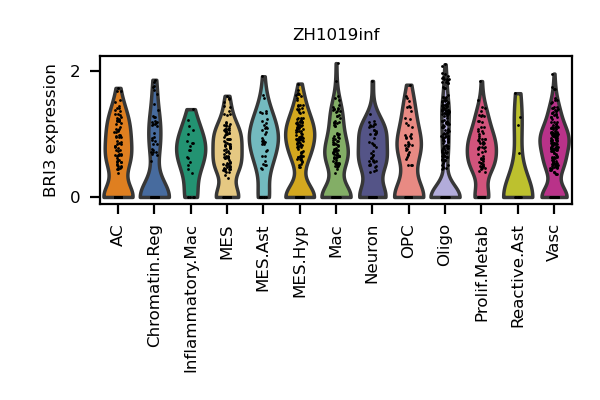 ZH1019inf
BRI3 expression
2
0
AC
Chromatin.Reg
Inflammatory.Mac
MES
MES.Ast
MES.Hyp
Mac
Neuron
OPC
Oligo
Prolif.Metab
Reactive.Ast
Vasc